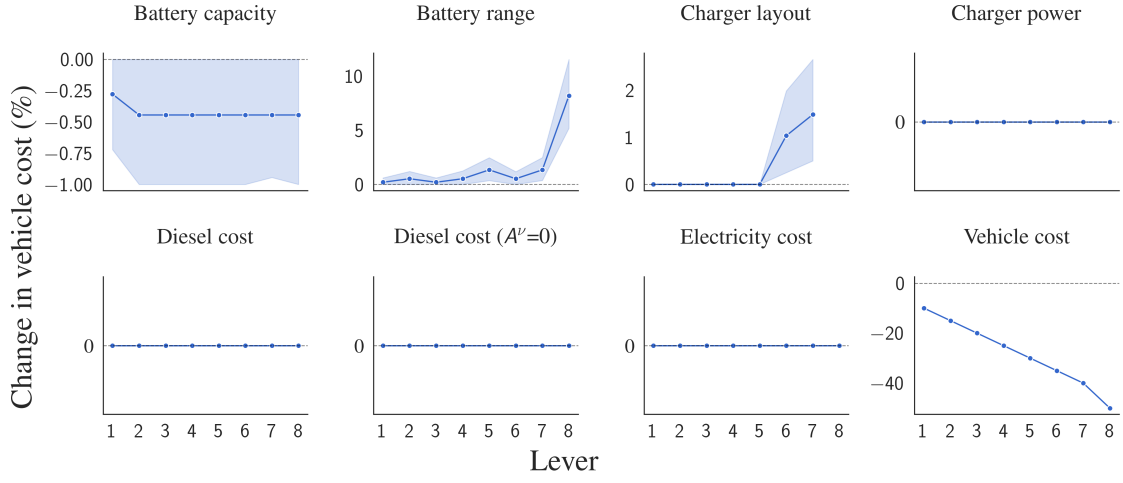 Battery capacity
Battery range
Charger layout
Charger power
Change in vehicle cost (%)
0.00
−0.25
−0.50
−0.75
−1.00
10
5
0
2
1
0
0
Diesel cost
Diesel cost (Aν=0)
Electricity cost
Vehicle cost
0
0
0
0
−20
−40
1 2 3 4 5 6 7 8
1 2 3 4 5 6 7 8
1 2 3 4 5 6 7 8
1 2 3 4 5 6 7 8
Lever